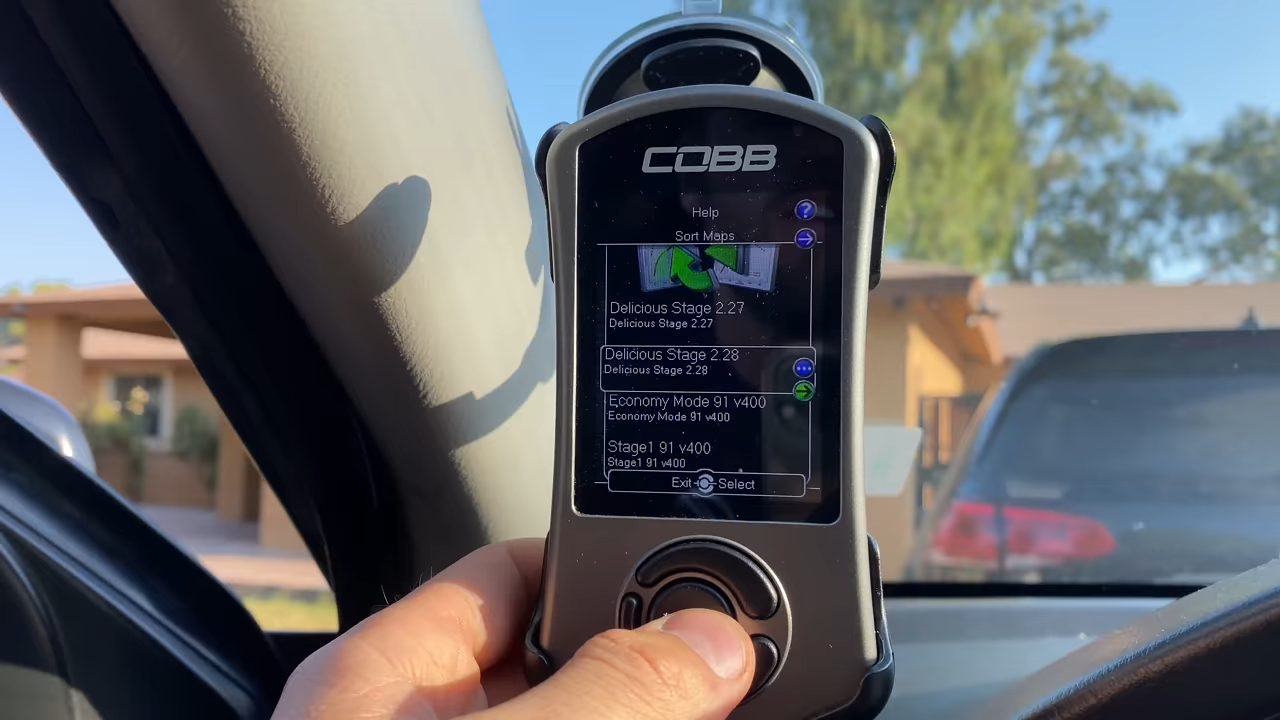 COBB
Help
Sort Maps
Delicious Stage 2.27
Delicious Stage 2.27
Delicious Stage 2.28
Delicious Stage 2.28
Economy Mode 91 v400
Economy Mode 91 v400
Stage1 91 v400
Stage1 91 v400
Exit Select